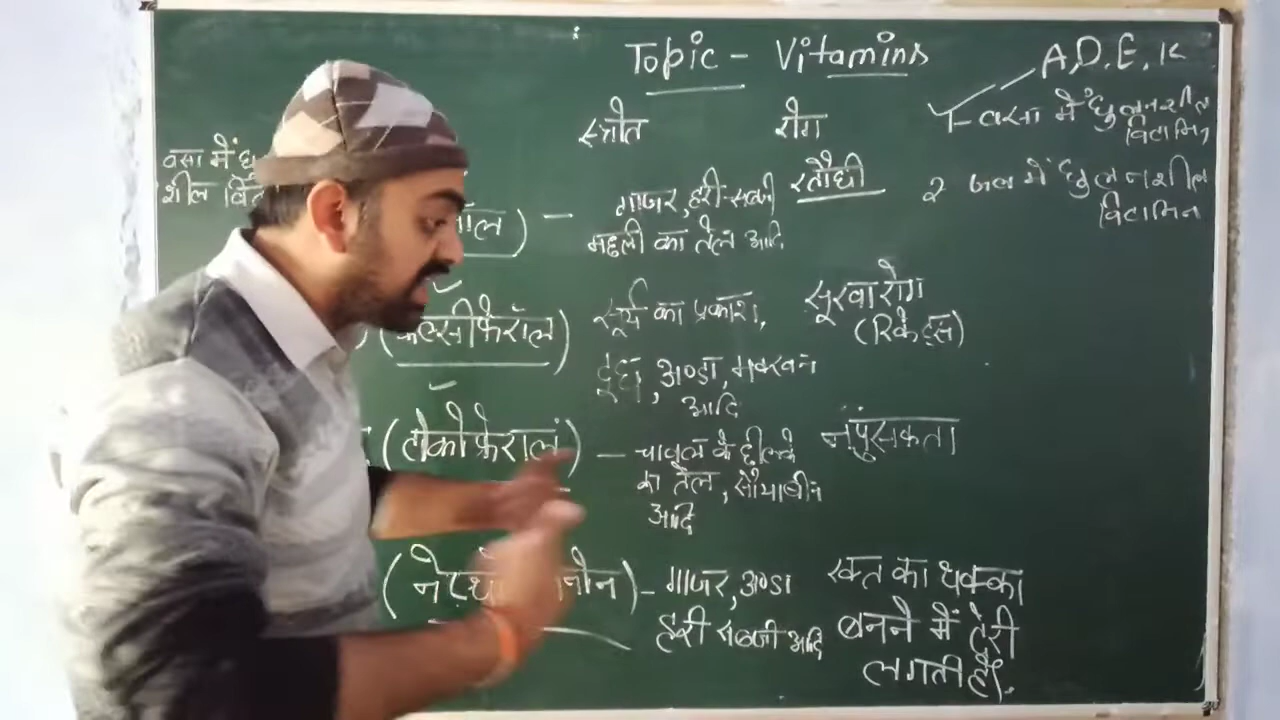 Topic - Vitamins
A, D, E, K
स्त्रोत
रोग
1- वसा में घुलनशील
विटामिन
वसा में
शील
2 जल में घुलनशील
विटामिन
रतौंधी
गाजर, हरी-सब्जी
मछली का तेल आदि
सूर्य का प्रकाश,
दूध, अण्डा, मक्खन
आदि
सूखा रोग
(रिकेट्स)
(कैल्सीफेरॉल)
(टोकोफेरॉल) - चावल के छीलके
का तेल, सोयाबीन
आदि
नपुंसकता
- गाजर, अण्डा
हरी सब्जी आदि
रक्त का थक्का
बनने में देरी
लगती है।